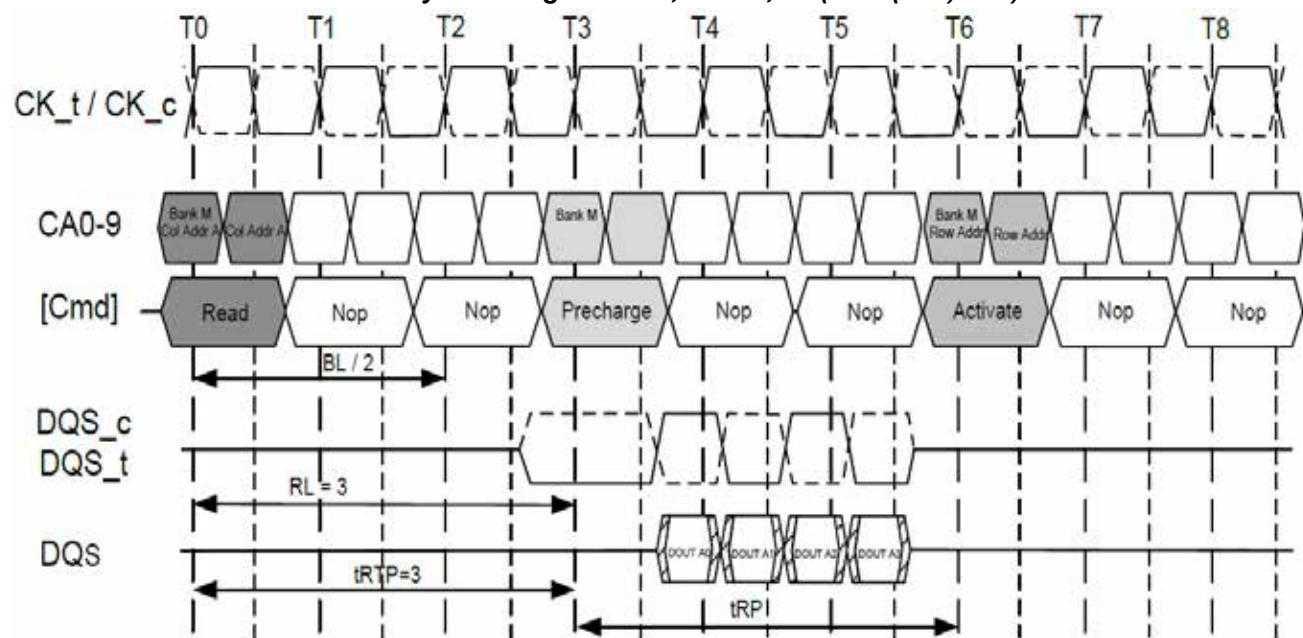 T0 T1 T2 T3 T4 T5 T6 T7 T8
CK_t / CK_c
CA0-9
Bank M
Col Addr A
Col Addr A
Bank M
Bank M
Row Addr
Row Addr
[Cmd] Read Nop Nop Precharge Nop Nop Activate Nop Nop
BL / 2
DQS_c
DQS_t
RL = 3
DQS
DOUT A0 DOUT A1 DOUT A2 DOUT A3
tRTP=3
tRP